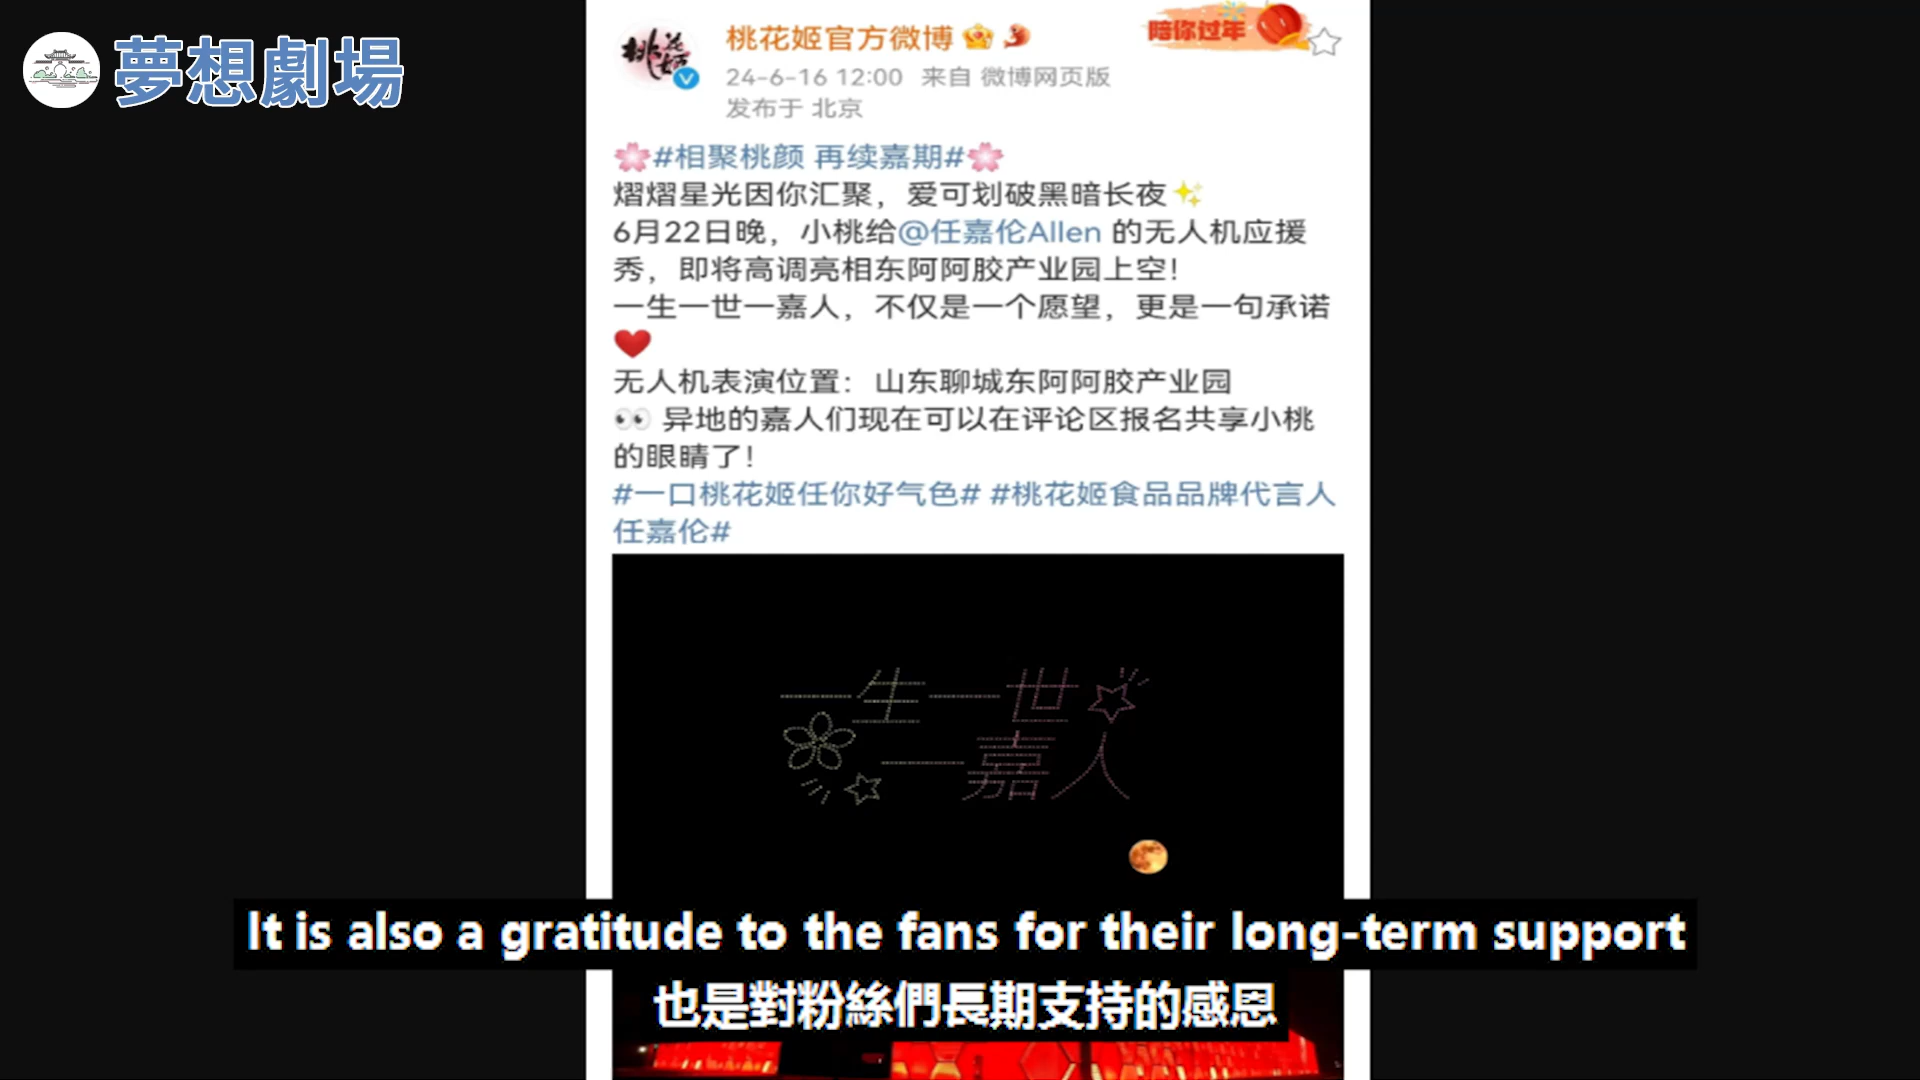 夢想劇場
桃花姬
桃花姬官方微博
陪你过年
24-6-16 12:00 来自 微博网页版
发布于 北京
#相聚桃颜 再续嘉期#
熠熠星光因你汇聚，爱可划破黑暗长夜
6月22日晚，小桃给@任嘉伦Allen 的无人机应援
秀，即将高调亮相东阿阿胶产业园上空！
一生一世一嘉人，不仅是一个愿望，更是一句承诺
无人机表演位置：山东聊城东阿阿胶产业园
异地的嘉人们现在可以在评论区报名共享小桃
的眼睛了！
#一口桃花姬任你好气色# #桃花姬食品品牌代言人
任嘉伦#
一生一世
一嘉人
It is also a gratitude to the fans for their long-term support
也是對粉絲們長期支持的感恩